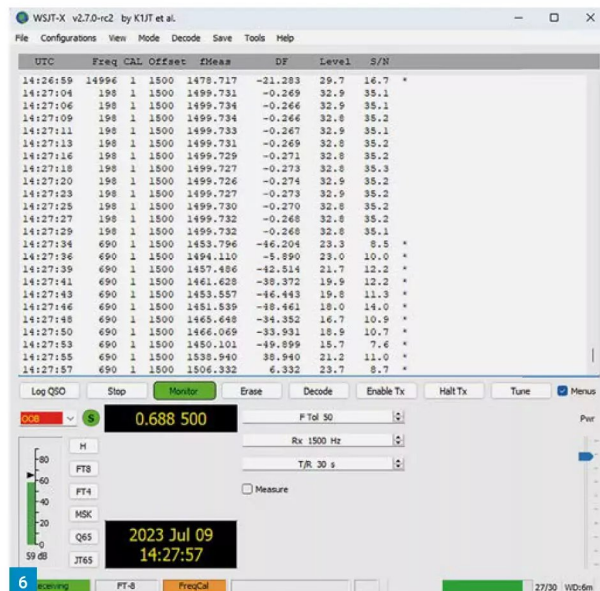 WSJT-X v2.7.0-rc2 by K1JT et al.
File Configurations View Mode Decode Save Tools Help
UTC Freq CAL Offset fMeas DF Level S/N
14:26:59 14996 1 1500 1478.717 -21.283 29.7 16.7 *
14:27:04 198 1 1500 1499.731 -0.269 32.9 35.1
14:27:06 198 1 1500 1499.734 -0.266 32.9 35.1
14:27:09 198 1 1500 1499.734 -0.266 32.8 35.2
14:27:11 198 1 1500 1499.733 -0.267 32.9 35.1
14:27:13 198 1 1500 1499.731 -0.269 32.8 35.2
14:27:16 198 1 1500 1499.729 -0.271 32.8 35.2
14:27:18 198 1 1500 1499.727 -0.273 32.8 35.3
14:27:20 198 1 1500 1499.726 -0.274 32.9 35.2
14:27:23 198 1 1500 1499.727 -0.273 32.9 35.2
14:27:25 198 1 1500 1499.730 -0.270 32.8 35.2
14:27:27 198 1 1500 1499.732 -0.268 32.8 35.2
14:27:29 198 1 1500 1499.732 -0.268 32.8 35.1
14:27:34 690 1 1500 1453.796 -46.204 23.3 8.5 *
14:27:36 690 1 1500 1494.110 -5.890 23.0 10.0 *
14:27:39 690 1 1500 1457.486 -42.514 21.7 12.2 *
14:27:41 690 1 1500 1461.628 -38.372 19.9 12.2 *
14:27:43 690 1 1500 1453.557 -46.443 19.8 11.3 *
14:27:46 690 1 1500 1451.539 -48.461 18.0 14.0 *
14:27:48 690 1 1500 1465.648 -34.352 16.7 10.9 *
14:27:50 690 1 1500 1466.069 -33.931 18.9 10.7 *
14:27:53 690 1 1500 1450.101 -49.899 15.7 7.6 *
14:27:55 690 1 1500 1538.940 38.940 21.2 11.0 *
14:27:57 690 1 1500 1506.332 6.332 23.7 8.7 *
Log QSO Stop Monitor Erase Decode Enable Tx Halt Tx Tune Menus
OOB S 0.688 500 F Tol 50 Pwr
H Rx 1500 Hz
FT8 T/R 30 s
FT4 Measure
MSK
Q65 2023 Jul 09
JT65 14:27:57
-80
-60
-40
-20
-0
59 dB
6 eceiving FT-8 FreqCal 27/30 WD:6m